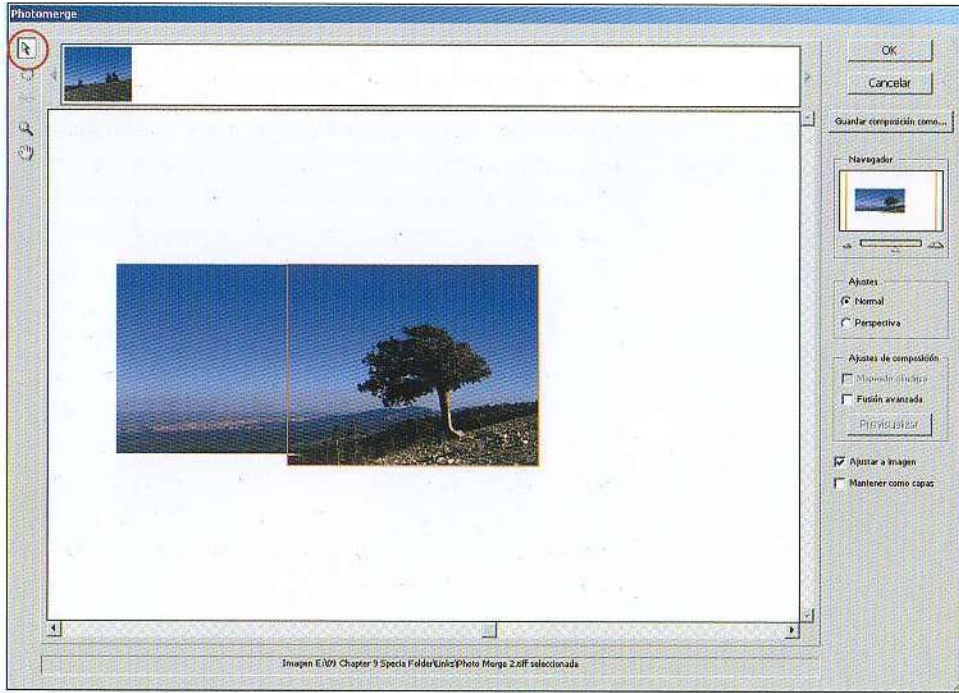 Photomerge
OK
Cancelar
Guardar composición como...
Navegador
Ajustes
Normal
Perspectiva
Ajustes de composición
Fusión avanzada
Previsualizar
Ajustar a imagen
Mantener como capas
Imagen E:\09 Chapter 9 Specia Folder\Links\Photo Merge 2.tiff seleccionada